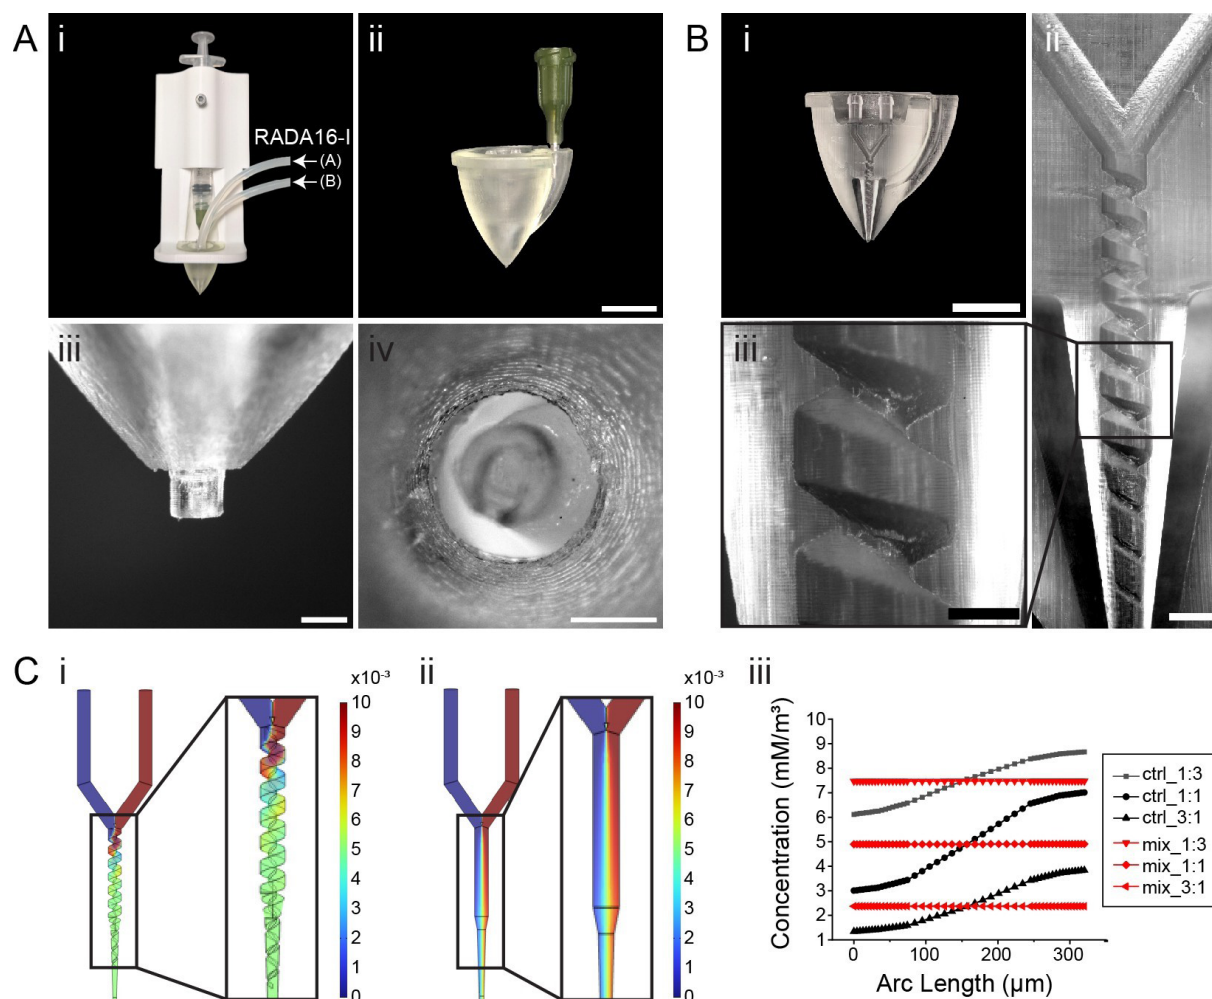 A
i
RADA16-I
(A)
(B)
ii
iii
iv
B
i
ii
iii
C
i
x10⁻³
10
9
8
7
6
5
4
3
2
1
0
ii
x10⁻³
10
9
8
7
6
5
4
3
2
1
0
iii
Concentration (mM/m³)
10
9
8
7
6
5
4
3
2
1
0
100
200
300
Arc Length (µm)
ctrl_1:3
ctrl_1:1
ctrl_3:1
mix_1:3
mix_1:1
mix_3:1